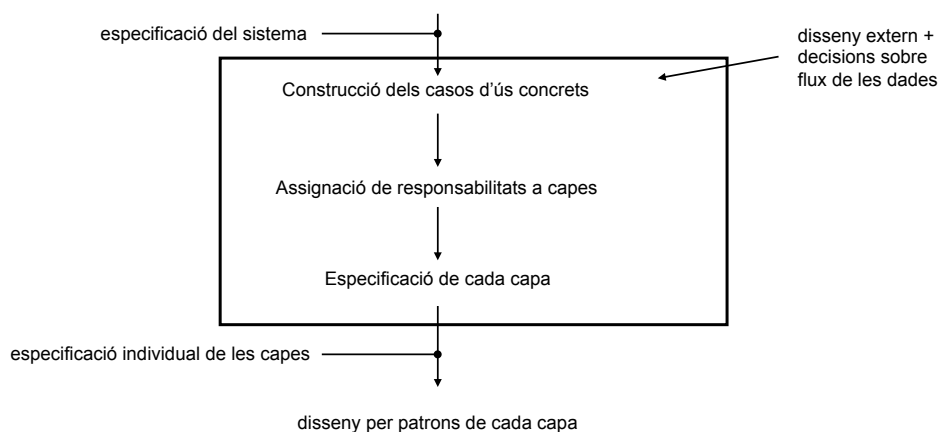 especificació del sistema
disseny extern +
decisions sobre
flux de les dades
Construcció dels casos d’ús concrets
Assignació de responsabilitats a capes
Especificació de cada capa
especificació individual de les capes
disseny per patrons de cada capa